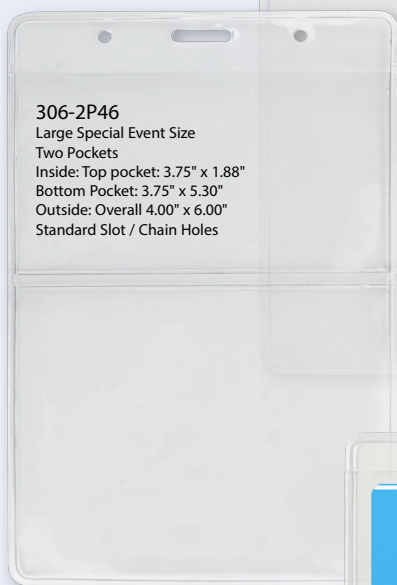 306-2P46
Large Special Event Size
Two Pockets
Inside: Top pocket: 3.75" x 1.88"
Bottom Pocket: 3.75" x 5.30"
Outside: Overall 4.00" x 6.00"
Standard Slot / Chain Holes